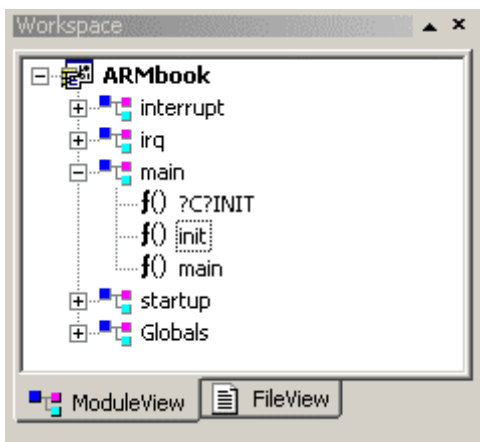 Workspace
ARMbook
interrupt
irq
main
f() ?C?INIT
f() init
f() main
startup
Globals
ModuleView FileView